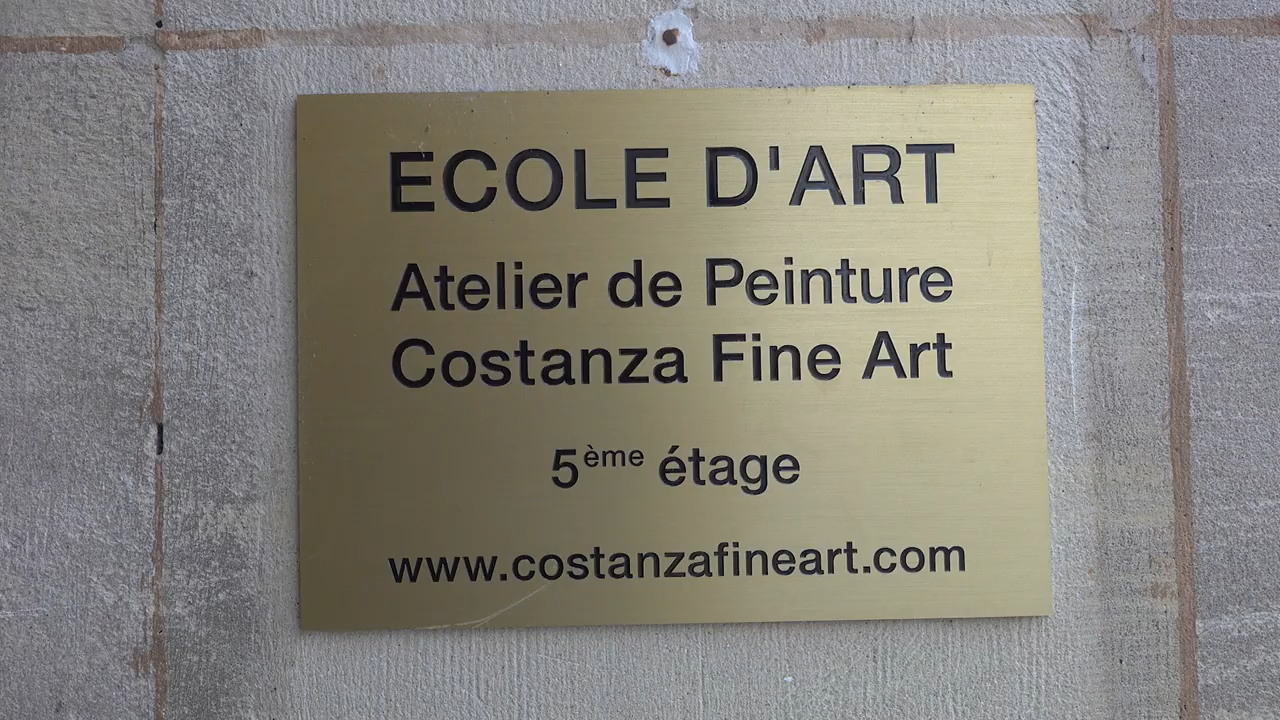 ECOLE D'ART
Atelier de Peinture
Costanza Fine Art
5ème étage
www.costanzafineart.com